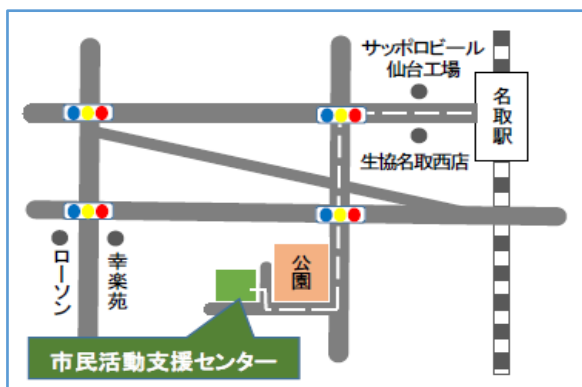 サッポロビール
仙台工場
名取駅
生協名取西店
ローソン
幸楽苑
公園
市民活動支援センター